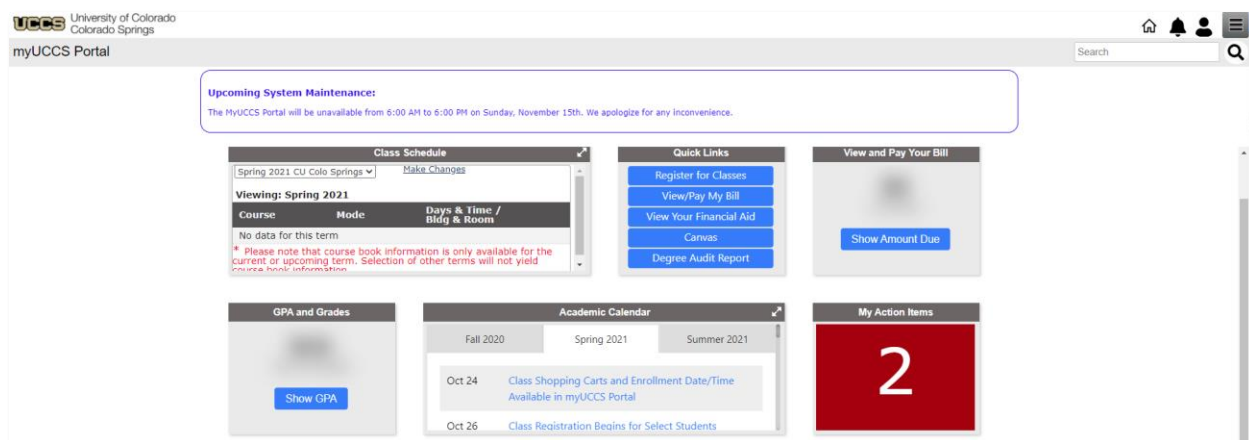 UCCS University of Colorado
Colorado Springs
myUCCS Portal
Search
Upcoming System Maintenance:
The MyUCCS Portal will be unavailable from 6:00 AM to 6:00 PM on Sunday, November 15th. We apologize for any inconvenience.
Class Schedule
Spring 2021 CU Colo Springs
Make Changes
Viewing: Spring 2021
Course Mode Days & Time /
Bldg & Room
No data for this term
* Please note that course book information is only available for the
current or upcoming term. Selection of other terms will not yield
course book information
Quick Links
Register for Classes
View/Pay My Bill
View Your Financial Aid
Canvas
Degree Audit Report
View and Pay Your Bill
Show Amount Due
GPA and Grades
Show GPA
Academic Calendar
Fall 2020 Spring 2021 Summer 2021
Oct 24 Class Shopping Carts and Enrollment Date/Time
Available in myUCCS Portal
Oct 26 Class Registration Begins for Select Students
My Action Items
2